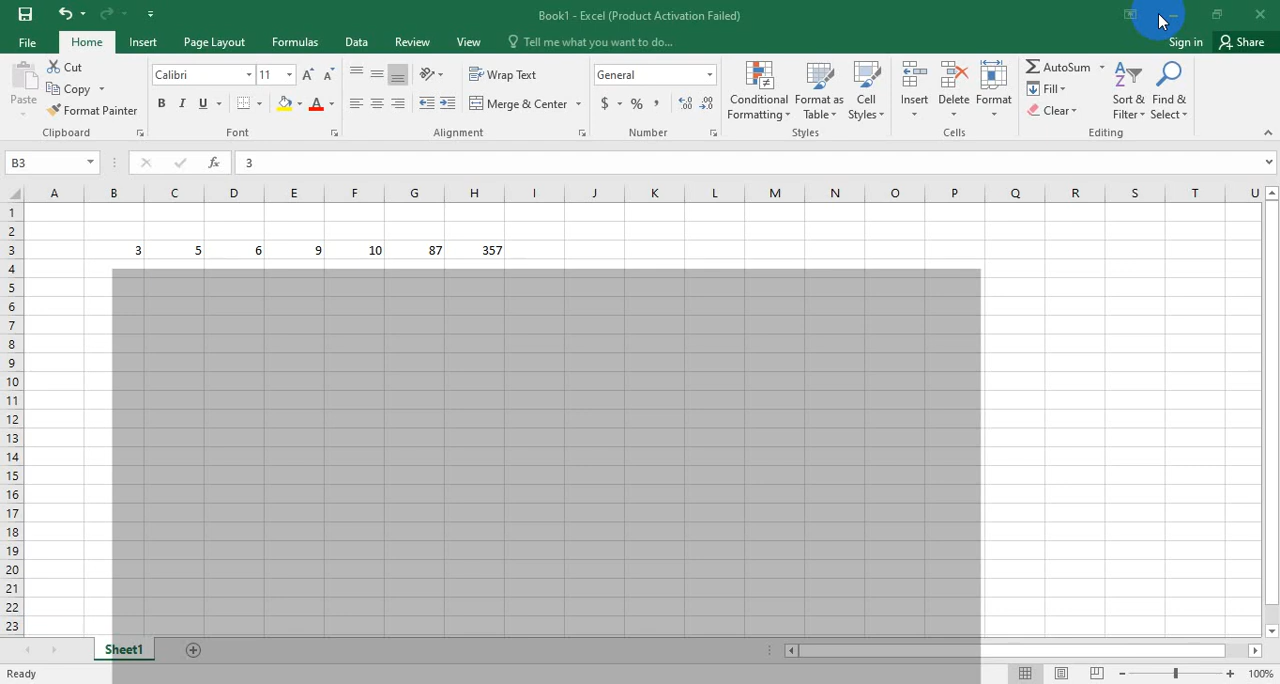 Book1 - Excel (Product Activation Failed)
File Home Insert Page Layout Formulas Data Review View Tell me what you want to do... Sign in Share
Paste Cut Copy Format Painter Clipboard
Calibri 11 A A B I U A Font
Wrap Text Merge & Center Alignment
General $ % , .0 .00 .00 .0 Number
Conditional Formatting Format as Table Cell Styles Styles
Insert Delete Format Cells
AutoSum Fill Clear Sort & Filter Find & Select Editing
B3 fx 3
A B C D E F G H I J K L M N O P Q R S T U
1
2
3 3 5 6 9 10 87 357
4
5
6
7
8
9
10
11
12
13
14
15
16
17
18
19
20
21
22
23
Sheet1
Ready 100%